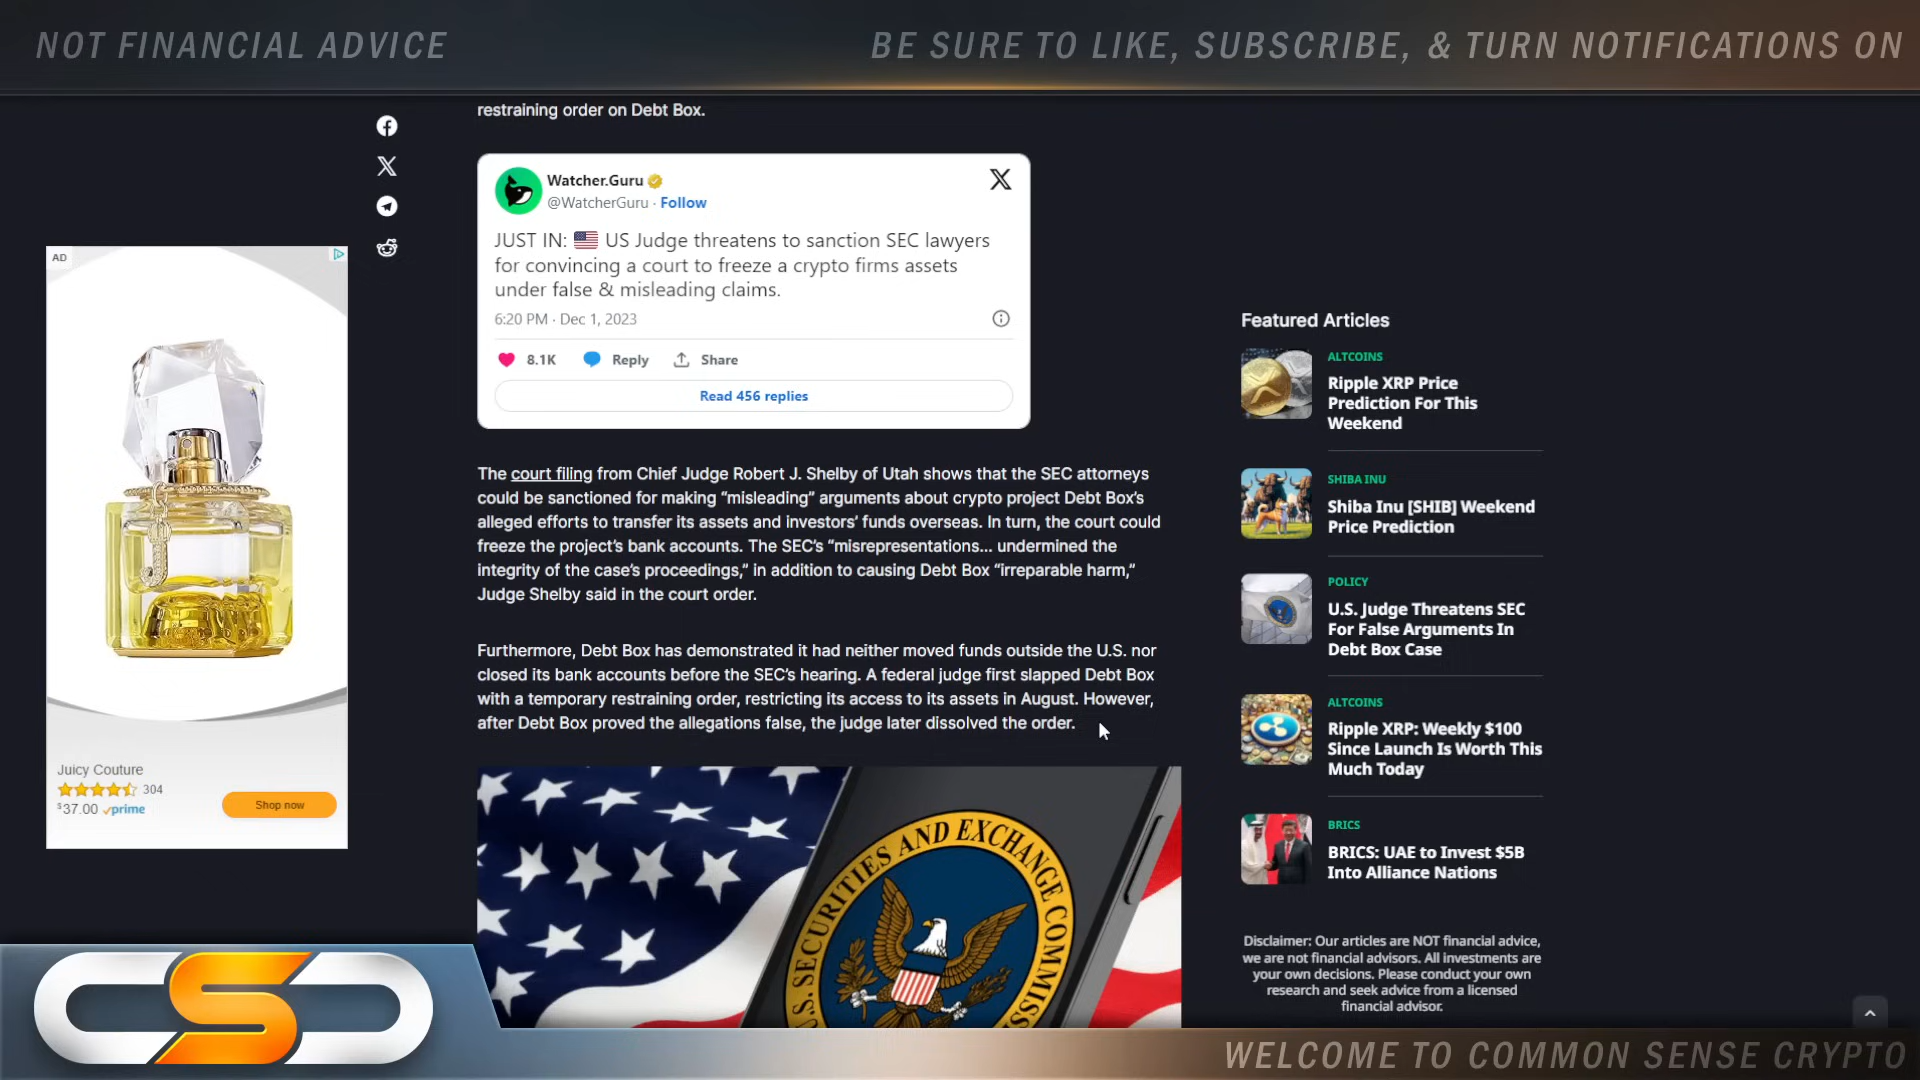 NOT FINANCIAL ADVICE
BE SURE TO LIKE, SUBSCRIBE, & TURN NOTIFICATIONS ON
restraining order on Debt Box.
Watcher.Guru
@WatcherGuru · Follow
JUST IN: 🇺🇸 US Judge threatens to sanction SEC lawyers
for convincing a court to freeze a crypto firms assets
under false & misleading claims.
6:20 PM · Dec 1, 2023
8.1K Reply Share
Read 456 replies
The court filing from Chief Judge Robert J. Shelby of Utah shows that the SEC attorneys
could be sanctioned for making “misleading” arguments about crypto project Debt Box’s
alleged efforts to transfer its assets and investors’ funds overseas. In turn, the court could
freeze the project’s bank accounts. The SEC’s “misrepresentations... undermined the
integrity of the case’s proceedings,” in addition to causing Debt Box “irreparable harm,”
Judge Shelby said in the court order.
Furthermore, Debt Box has demonstrated it had neither moved funds outside the U.S. nor
closed its bank accounts before the SEC’s hearing. A federal judge first slapped Debt Box
with a temporary restraining order, restricting its access to its assets in August. However,
after Debt Box proved the allegations false, the judge later dissolved the order.
U.S. SECURITIES AND EXCHANGE COMMISS
AD
Juicy Couture
304
$37.00 prime
Shop now
Featured Articles
ALTCOINS
Ripple XRP Price
Prediction For This
Weekend
SHIBA INU
Shiba Inu [SHIB] Weekend
Price Prediction
POLICY
U.S. Judge Threatens SEC
For False Arguments In
Debt Box Case
ALTCOINS
Ripple XRP: Weekly $100
Since Launch Is Worth This
Much Today
BRICS
BRICS: UAE to Invest $5B
Into Alliance Nations
Disclaimer: Our articles are NOT financial advice,
we are not financial advisors. All investments are
your own decisions. Please conduct your own
research and seek advice from a licensed
financial advisor.
CSC
WELCOME TO COMMON SENSE CRYPTO